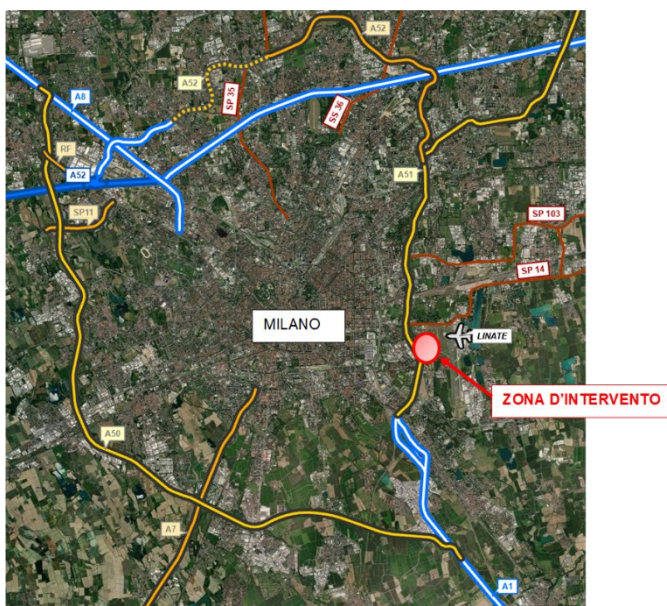 A52
A8
A52
SP 35
SS 36
RF
A52
A51
SP11
SP 103
SP 14
MILANO
LINATE
ZONA D'INTERVENTO
A50
A7
A1